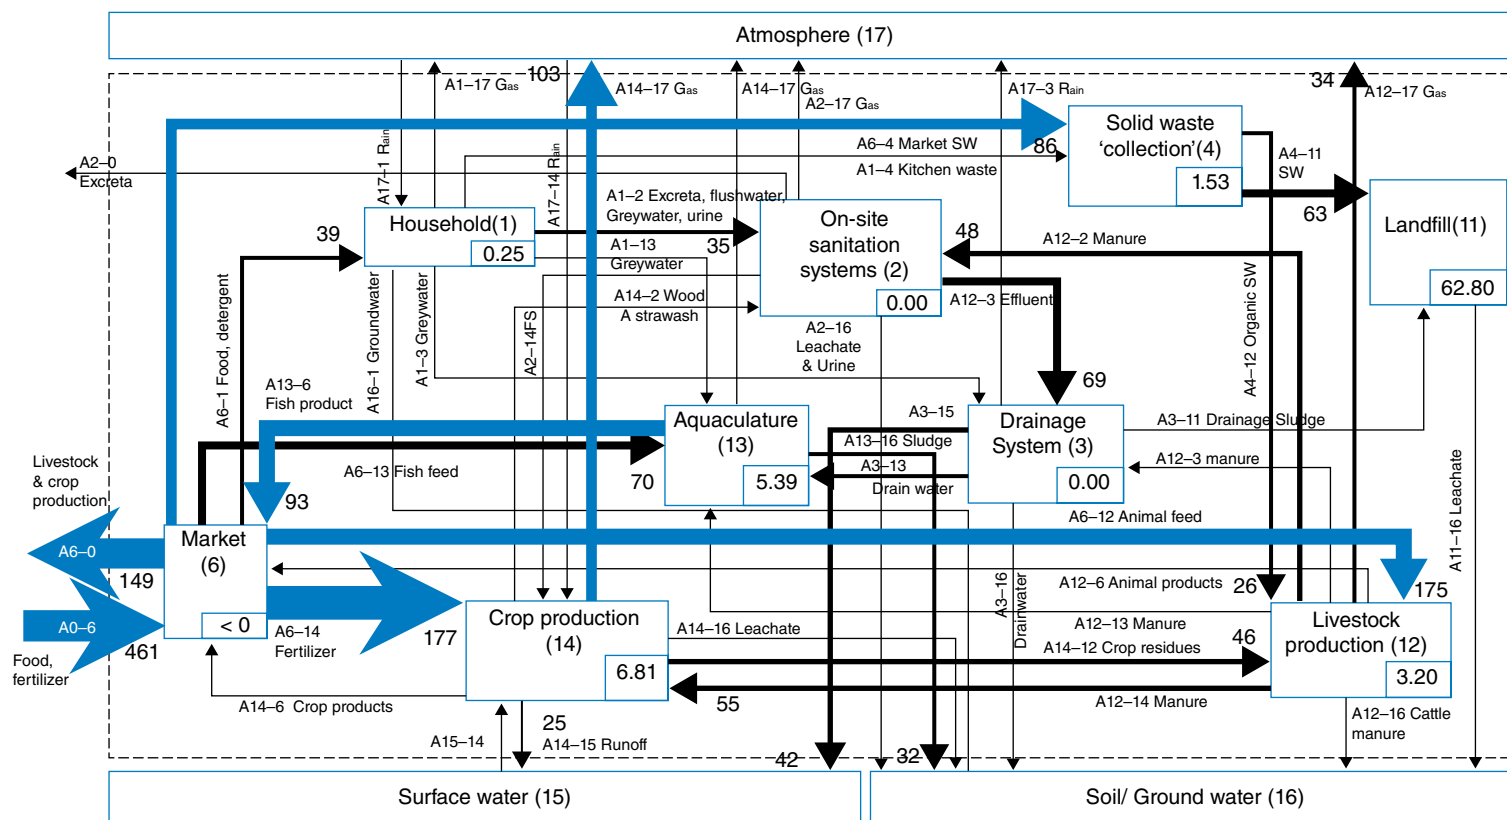 Atmosphere (17)
103
A1–17 Gas
A14–17 Gas
A14–17 Gas
A2–17 Gas
A17–3 Rain
34
A12–17 Gas
Solid waste
'collection'(4)
1.53
86
A6–4 Market SW
A1–4 Kitchen waste
A4–11
SW
63
A2–0
Excreta
A17–1 Rain
A17–14 Rain
A1–2 Excreta, flushwater,
Greywater, urine
39
Household(1)
0.25
35
On-site
sanitation
systems (2)
0.00
48
A12–2 Manure
Landfill(11)
62.80
A1–13
Greywater
A14–2 Wood
A strawash
A12–3 Effluent
A2–16
Leachate
& Urine
A6–1 Food, detergent
A16–1 Groundwater
A1–3 Greywater
A2–14FS
A4–12 Organic SW
A13–6
Fish product
69
Aquaculature
(13)
5.39
A3–15
A13–16 Sludge
A3–13
Drain water
Drainage
System (3)
0.00
A3–11 Drainage Sludge
A12–3 manure
A6–13 Fish feed
70
Livestock
& crop
production
93
A6–12 Animal feed
A11–16 Leachate
A6–0
149
Market
(6)
< 0
A0–6
461
Food,
fertilizer
A6–14
Fertilizer
177
Crop production
(14)
6.81
A12–6 Animal products
26
175
A3–16
Drainwater
A14–16 Leachate
A12–13 Manure
A14–12 Crop residues
46
Livestock
production (12)
3.20
55
A12–14 Manure
A14–6 Crop products
25
A15–14
A14–15 Runoff
A12–16 Cattle
manure
42
32
Surface water (15)
Soil/ Ground water (16)